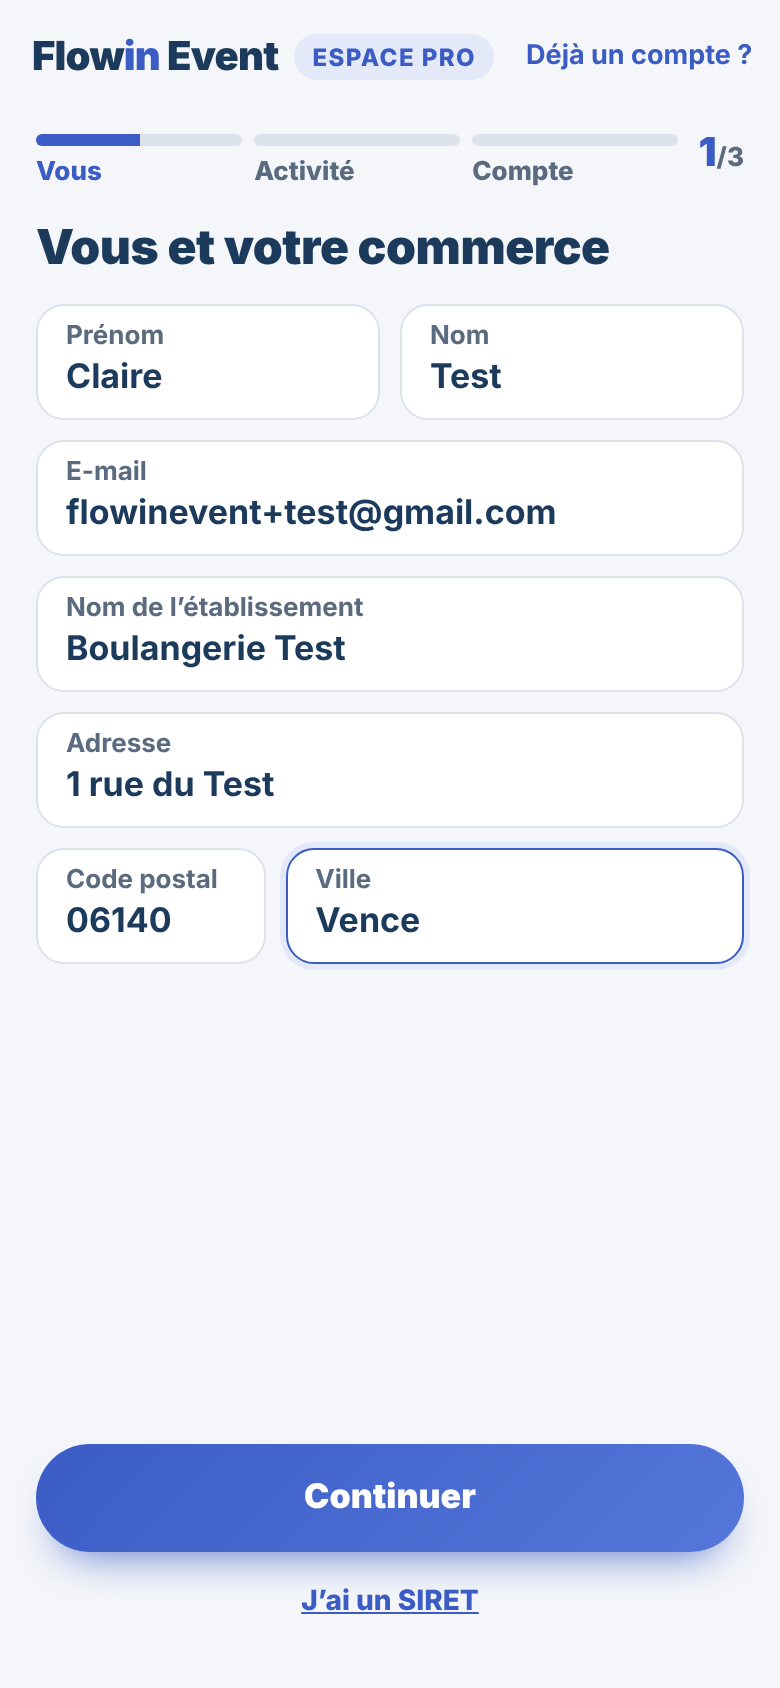 Flowin Event ESPACE PRO Déjà un compte ?
Vous Activité Compte 1/3
Vous et votre commerce
Prénom Nom
Claire Test
E-mail
flowinevent+test@gmail.com
Nom de l’établissement
Boulangerie Test
Adresse
1 rue du Test
Code postal Ville
06140 Vence
Continuer
J’ai un SIRET